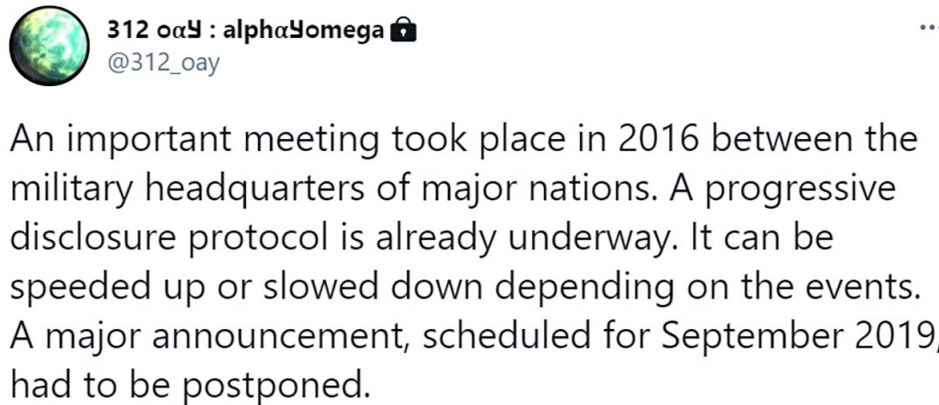 312 oαY : alphαYomega
@312_oay
An important meeting took place in 2016 between the
military headquarters of major nations. A progressive
disclosure protocol is already underway. It can be
speeded up or slowed down depending on the events.
A major announcement, scheduled for September 2019,
had to be postponed.